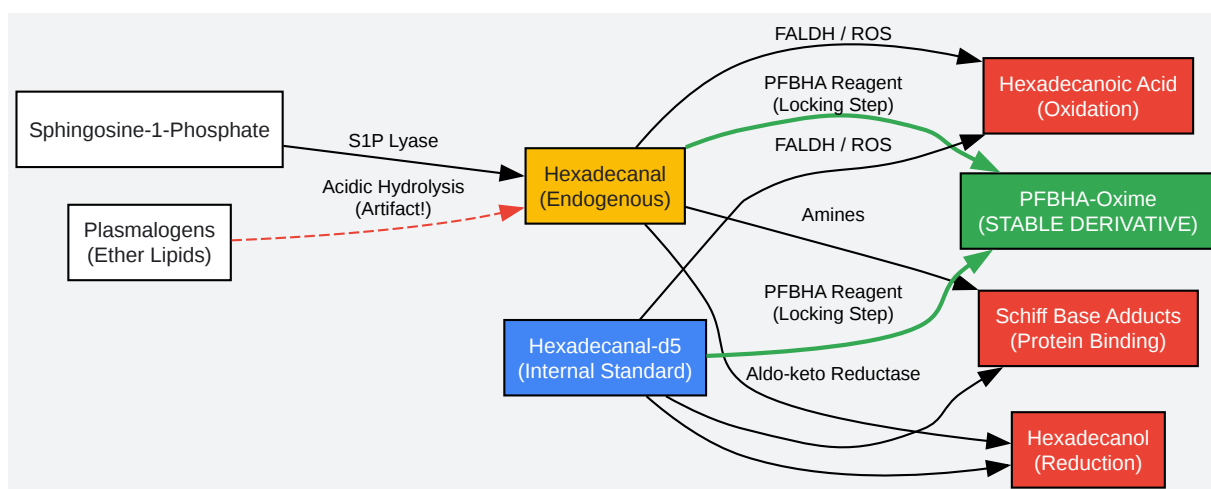 Sphingosine-1-Phosphate
S1P Lyase
Plasmalogens
(Ether Lipids)
Acidic Hydrolysis
(Artifact!)
Hexadecanal
(Endogenous)
Hexadecanal-d5
(Internal Standard)
FALDH / ROS
PFBHA Reagent
(Locking Step)
FALDH / ROS
Amines
PFBHA Reagent
(Locking Step)
Aldo-keto Reductase
Hexadecanoic Acid
(Oxidation)
PFBHA-Oxime
(STABLE DERIVATIVE)
Schiff Base Adducts
(Protein Binding)
Hexadecanol
(Reduction)